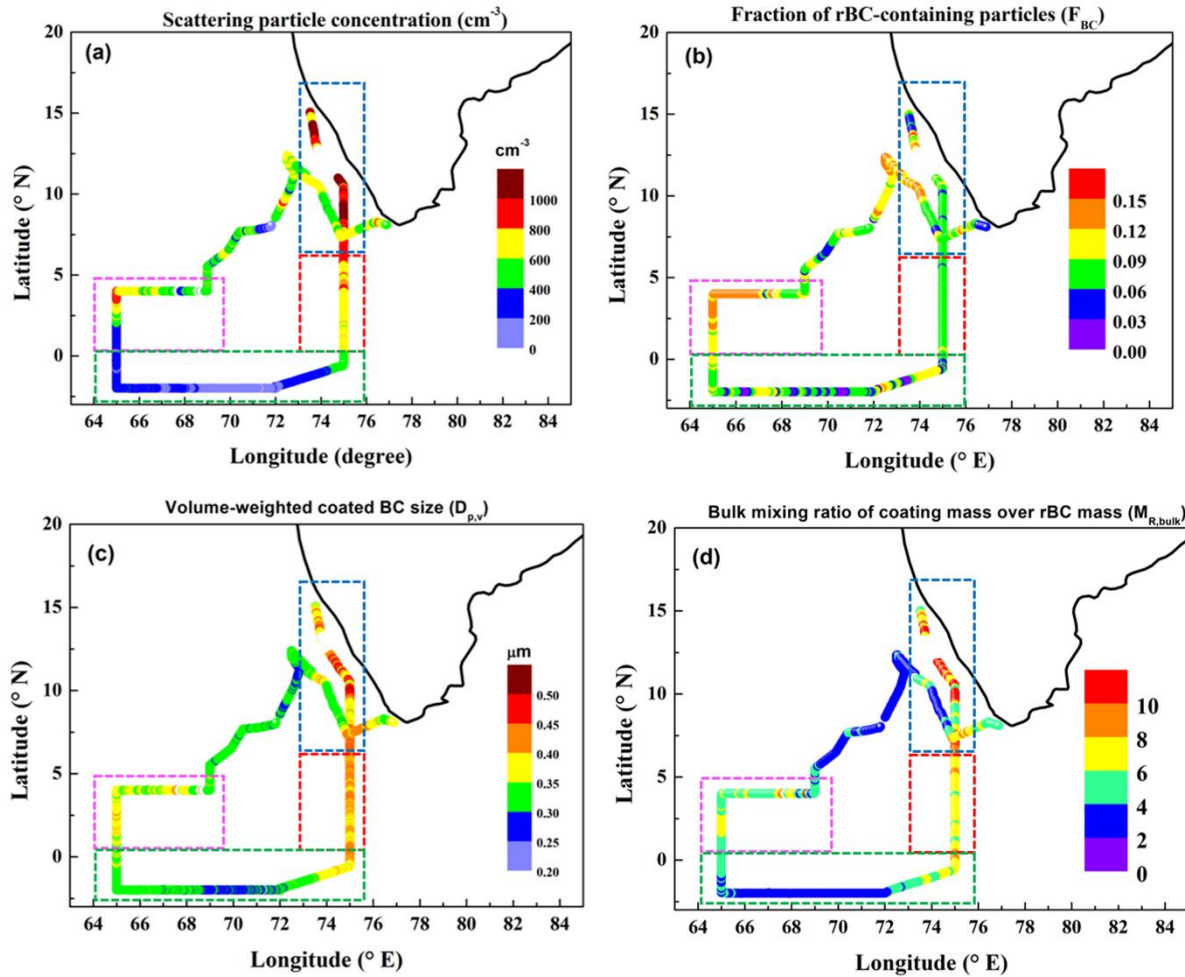 Scattering particle concentration (cm⁻³)
(a)
20
15
10
5
0
Latitude (° N)
cm⁻³
1000
800
600
400
200
0
64 66 68 70 72 74 76 78 80 82 84
Longitude (degree)
Fraction of rBC-containing particles (F_BC)
(b)
20
15
10
5
0
Latitude (° N)
0.15
0.12
0.09
0.06
0.03
0.00
64 66 68 70 72 74 76 78 80 82 84
Longitude (° E)
Volume-weighted coated BC size (D_p,v)
(c)
20
15
10
5
0
Latitude (° N)
μm
0.50
0.45
0.40
0.35
0.30
0.25
0.20
64 66 68 70 72 74 76 78 80 82 84
Longitude (° E)
Bulk mixing ratio of coating mass over rBC mass (M_R,bulk)
(d)
20
15
10
5
0
Latitude (° N)
10
8
6
4
2
0
64 66 68 70 72 74 76 78 80 82 84
Longitude (° E)